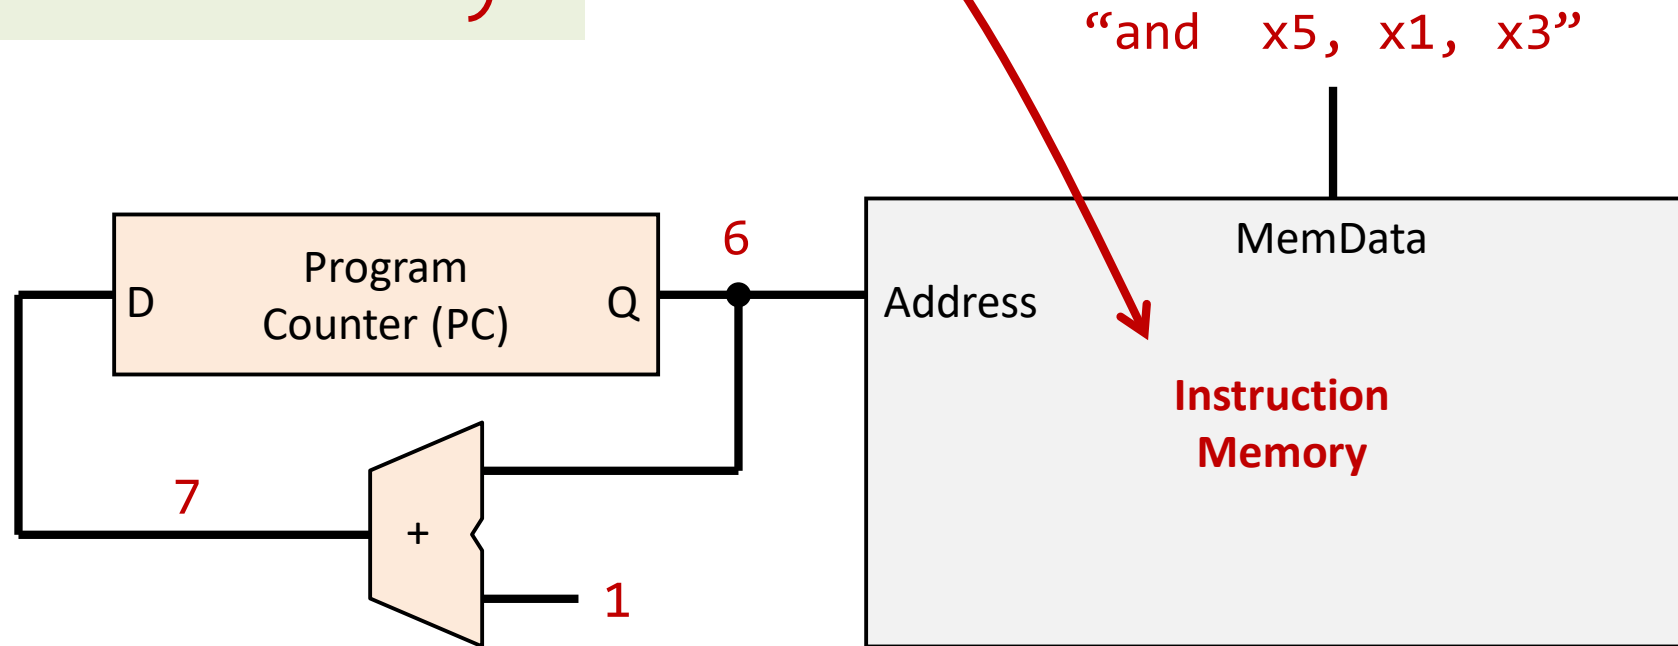 “and x5, x1, x3”
MemData
6
Program
Counter (PC)
D
Q
Address
Instruction
Memory
7
+
1